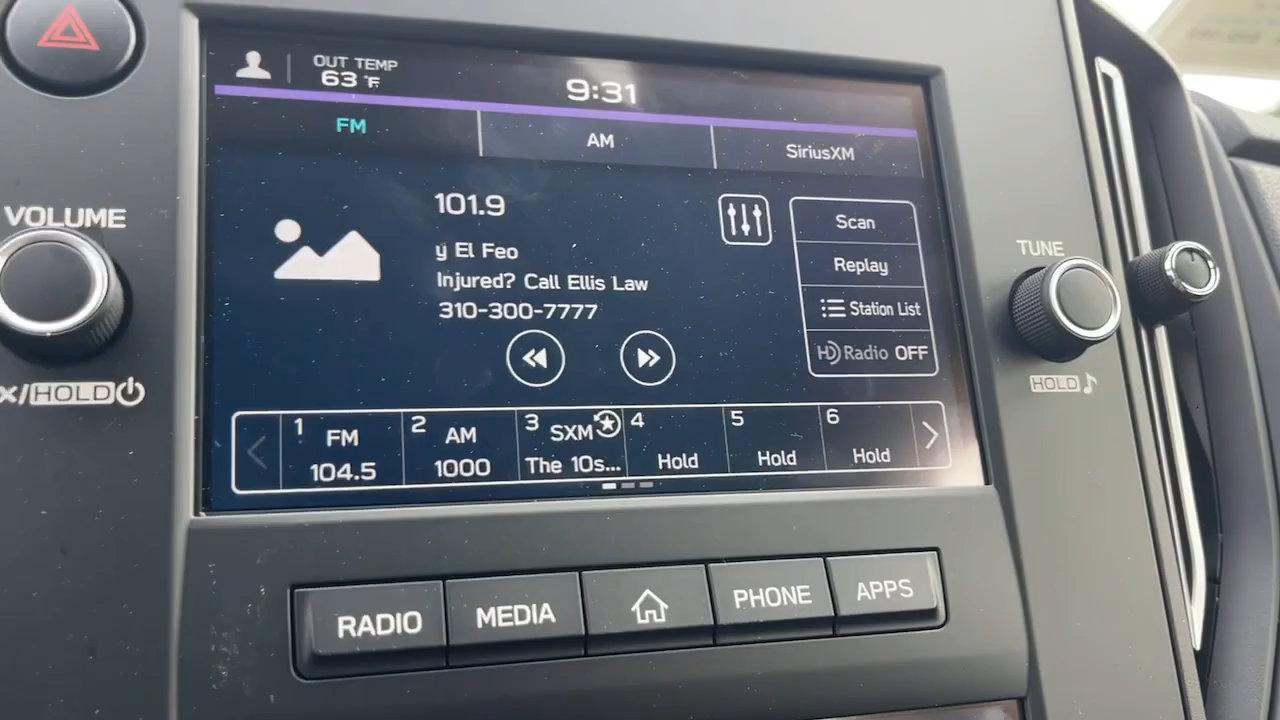 OUT TEMP
63 °F
9:31
FM
AM
SiriusXM
101.9
y El Feo
Injured? Call Ellis Law
310-300-7777
Scan
Replay
Station List
HD Radio OFF
VOLUME
/HOLD
TUNE
HOLD
1 FM 104.5
2 AM 1000
3 SXM The 10s...
4 Hold
5 Hold
6 Hold
RADIO
MEDIA
PHONE
APPS